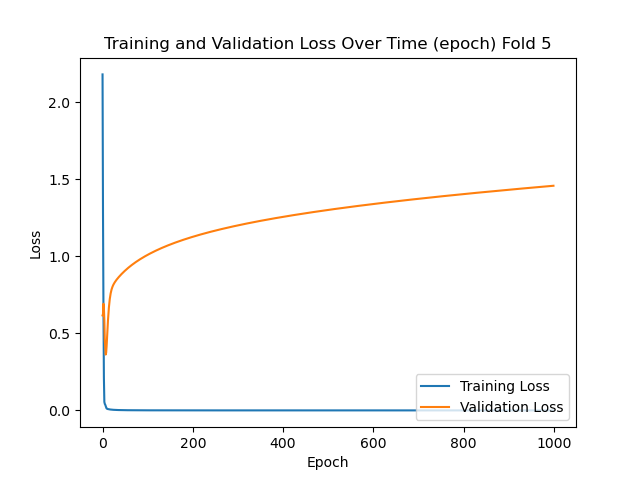 Training and Validation Loss Over Time (epoch) Fold 5
Loss
2.0
1.5
1.0
0.5
0.0
0
200
400
600
800
1000
Epoch
Training Loss
Validation Loss